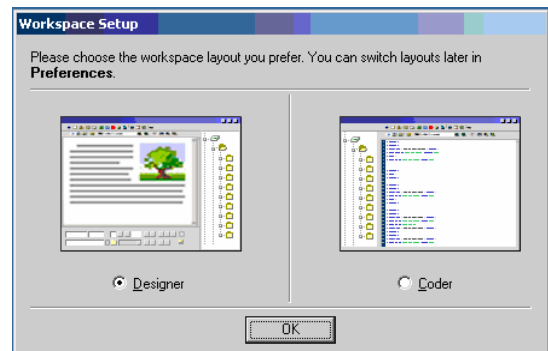 Workspace Setup
Please choose the workspace layout you prefer. You can switch layouts later in
Preferences.
Designer
Coder
OK